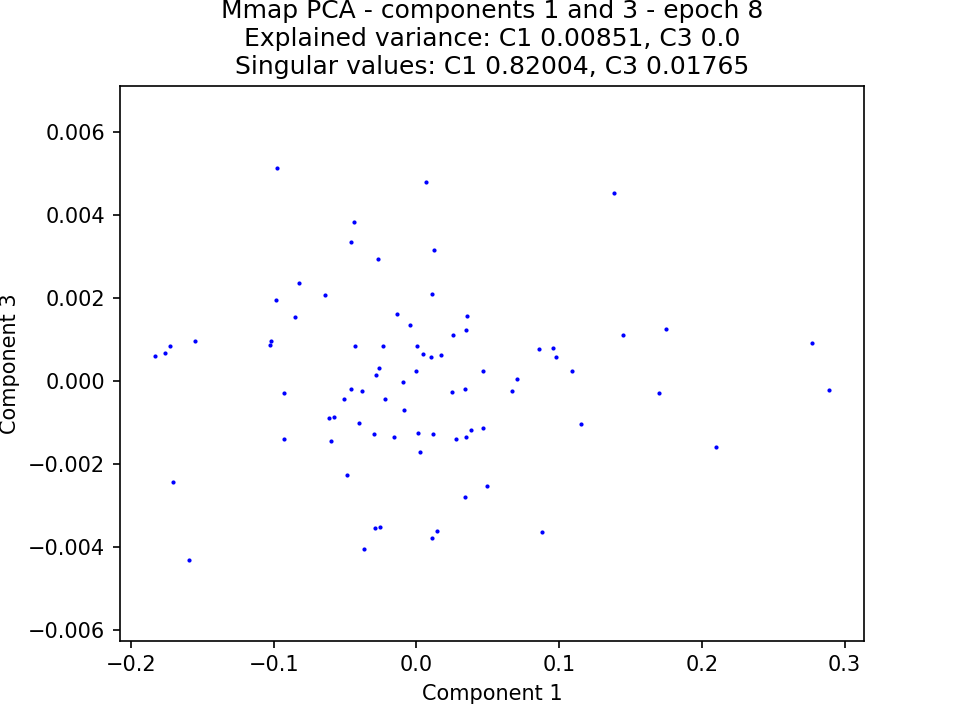 Mmap PCA - components 1 and 3 - epoch 8
Explained variance: C1 0.00851, C3 0.0
Singular values: C1 0.82004, C3 0.01765
Component 3
0.006
0.004
0.002
0.000
−0.002
−0.004
−0.006
−0.2 −0.1 0.0 0.1 0.2 0.3
Component 1